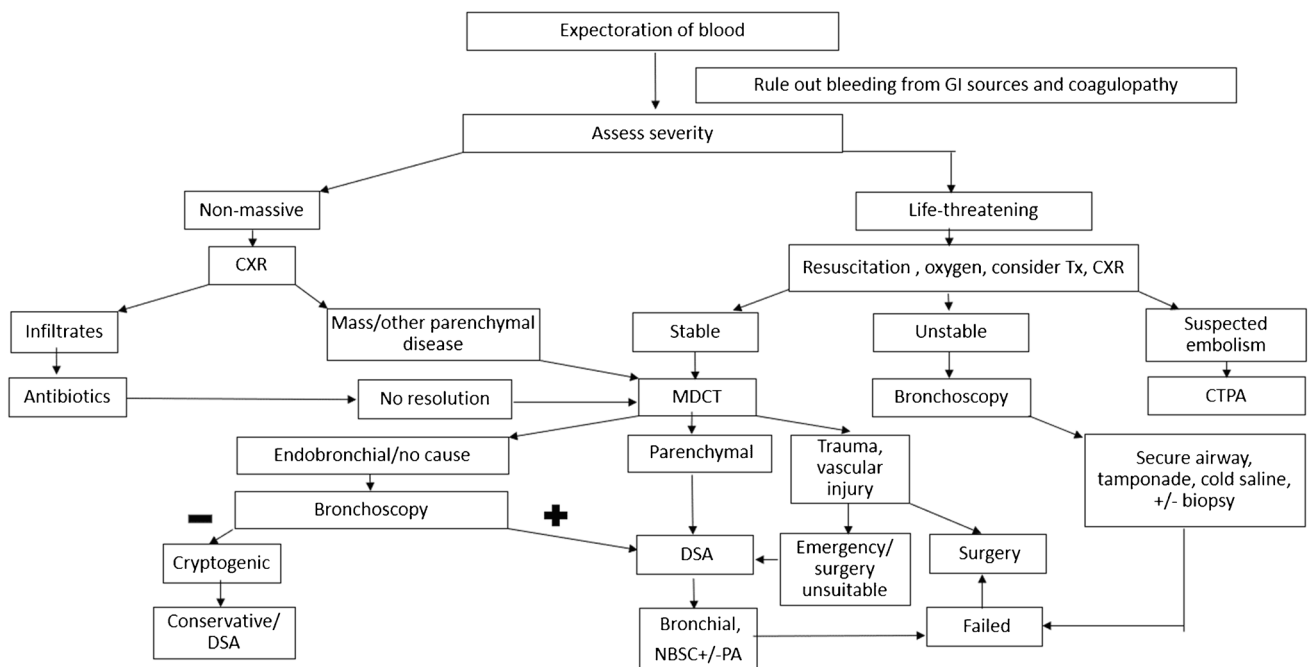 Expectoration of blood
Rule out bleeding from GI sources and coagulopathy
Assess severity
Non-massive
Life-threatening
CXR
Resuscitation , oxygen, consider Tx, CXR
Infiltrates
Mass/other parenchymal
disease
Stable
Unstable
Suspected
embolism
Antibiotics
No resolution
MDCT
Bronchoscopy
CTPA
Endobronchial/no cause
Parenchymal
Trauma,
vascular
injury
Secure airway,
tamponade, cold saline,
+/- biopsy
Bronchoscopy
-
+
Cryptogenic
DSA
Emergency/
surgery
unsuitable
Surgery
Conservative/
DSA
Bronchial,
NBSC+/-PA
Failed